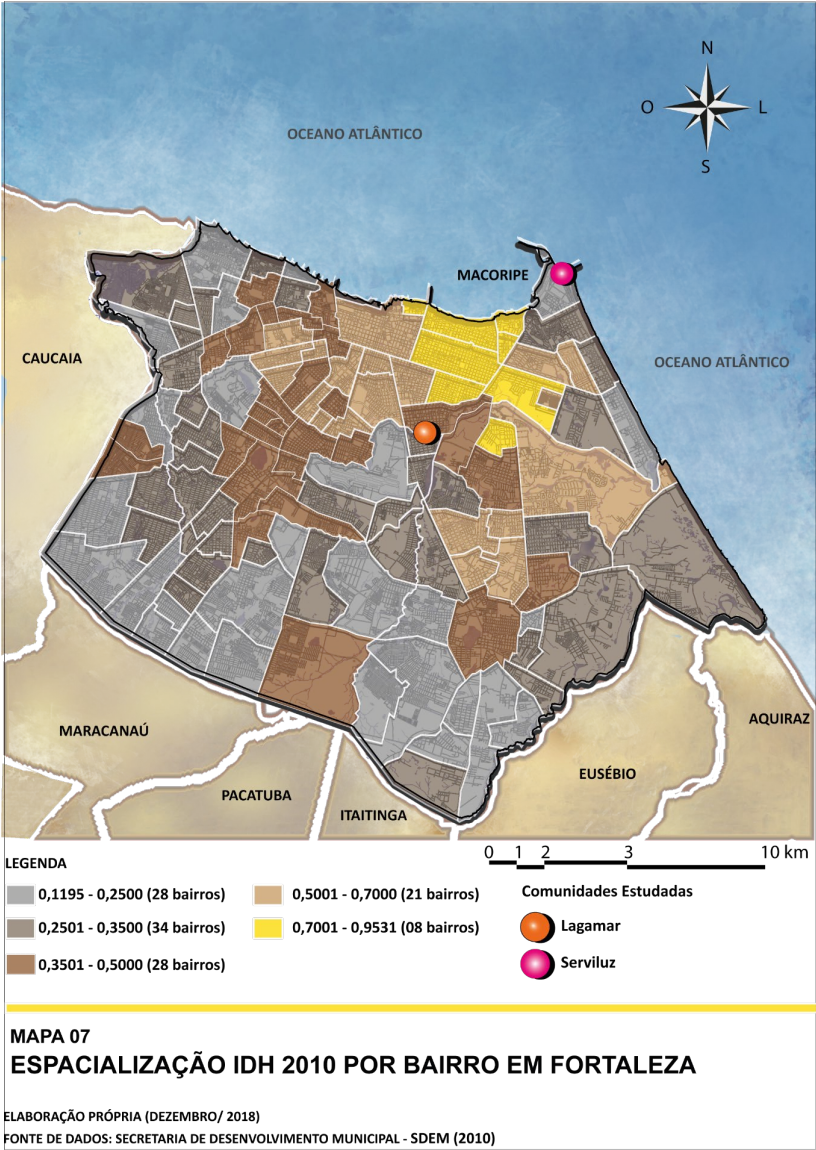 N
OCEANO ATLÂNTICO
O
L
S
MACORIPE
CAUCAIA
OCEANO ATLÂNTICO
MARACANAÚ
AQUIRAZ
EUSÉBIO
PACATUBA
ITAITINGA
0 1 2 3 10 km
LEGENDA
0,1195 - 0,2500 (28 bairros)
0,2501 - 0,3500 (34 bairros)
0,3501 - 0,5000 (28 bairros)
0,5001 - 0,7000 (21 bairros)
0,7001 - 0,9531 (08 bairros)
Comunidades Estudadas
Lagamar
Serviluz
MAPA 07
ESPACIALIZAÇÃO IDH 2010 POR BAIRRO EM FORTALEZA
ELABORAÇÃO PRÓPRIA (DEZEMBRO/ 2018)
FONTE DE DADOS: SECRETARIA DE DESENVOLVIMENTO MUNICIPAL - SDEM (2010)